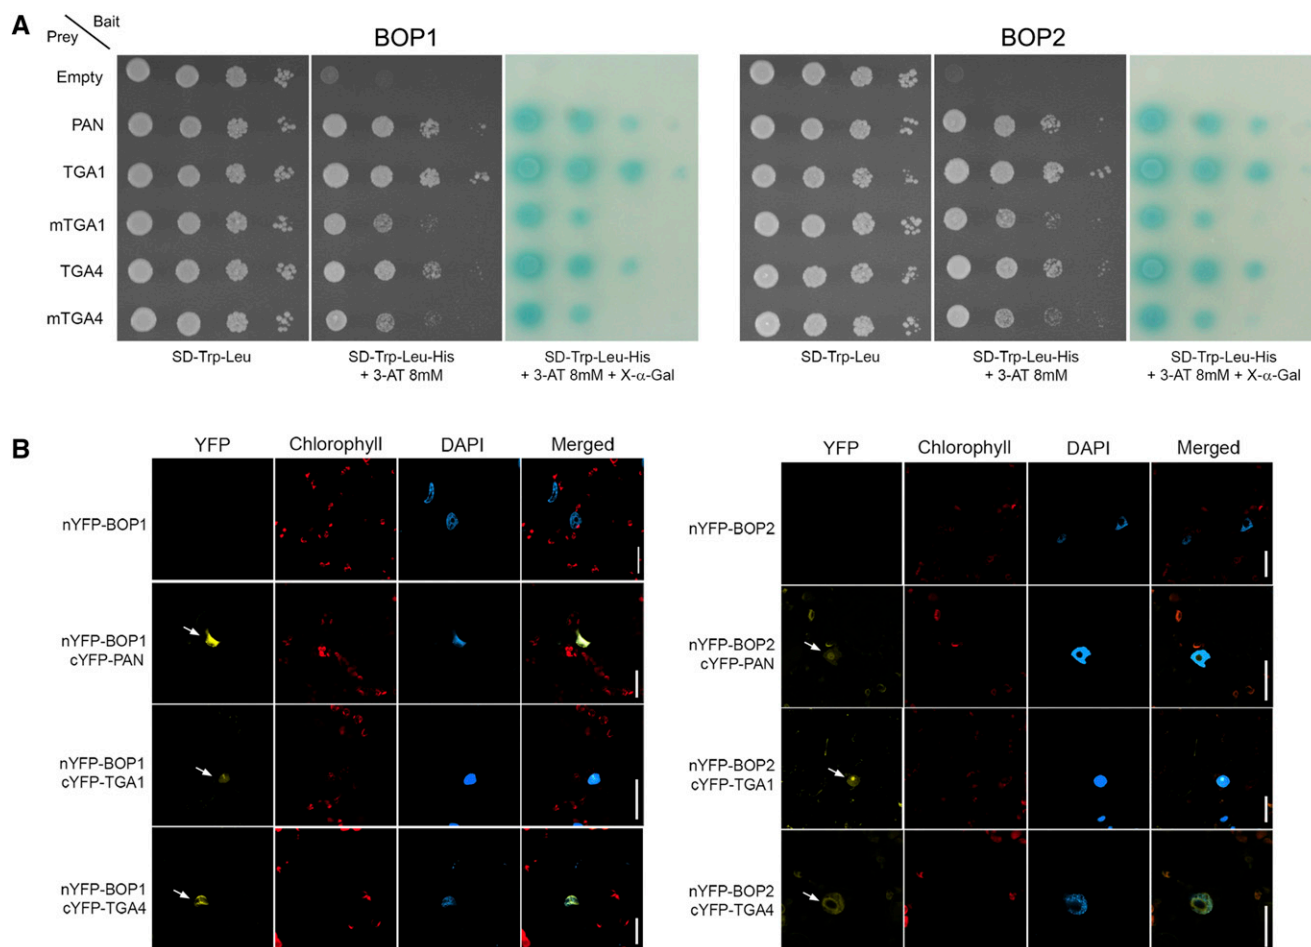 A
Prey
Bait
BOP1
BOP2
Empty
PAN
TGA1
mTGA1
TGA4
mTGA4
SD-Trp-Leu
SD-Trp-Leu-His
+ 3-AT 8mM
SD-Trp-Leu-His
+ 3-AT 8mM + X-α-Gal
SD-Trp-Leu
SD-Trp-Leu-His
+ 3-AT 8mM
SD-Trp-Leu-His
+ 3-AT 8mM + X-α-Gal
B
YFP
Chlorophyll
DAPI
Merged
nYFP-BOP1
nYFP-BOP1
cYFP-PAN
nYFP-BOP1
cYFP-TGA1
nYFP-BOP1
cYFP-TGA4
YFP
Chlorophyll
DAPI
Merged
nYFP-BOP2
nYFP-BOP2
cYFP-PAN
nYFP-BOP2
cYFP-TGA1
nYFP-BOP2
cYFP-TGA4